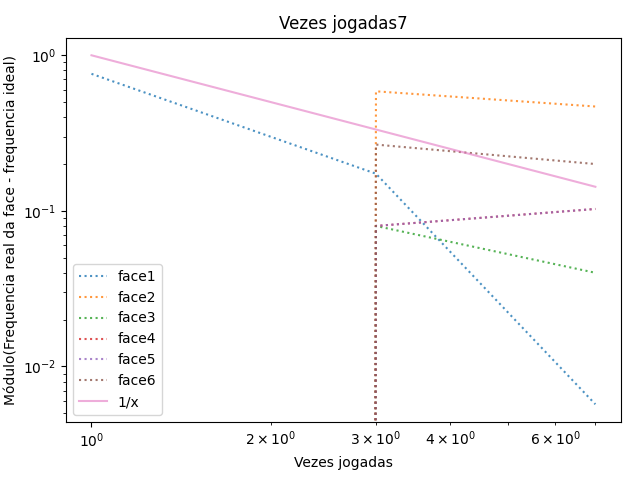 Vezes jogadas7
Módulo(Frequencia real da face - frequencia ideal)
10⁰
10⁻¹
10⁻²
face1
face2
face3
face4
face5
face6
1/x
10⁰
2 × 10⁰
3 × 10⁰
4 × 10⁰
6 × 10⁰
Vezes jogadas